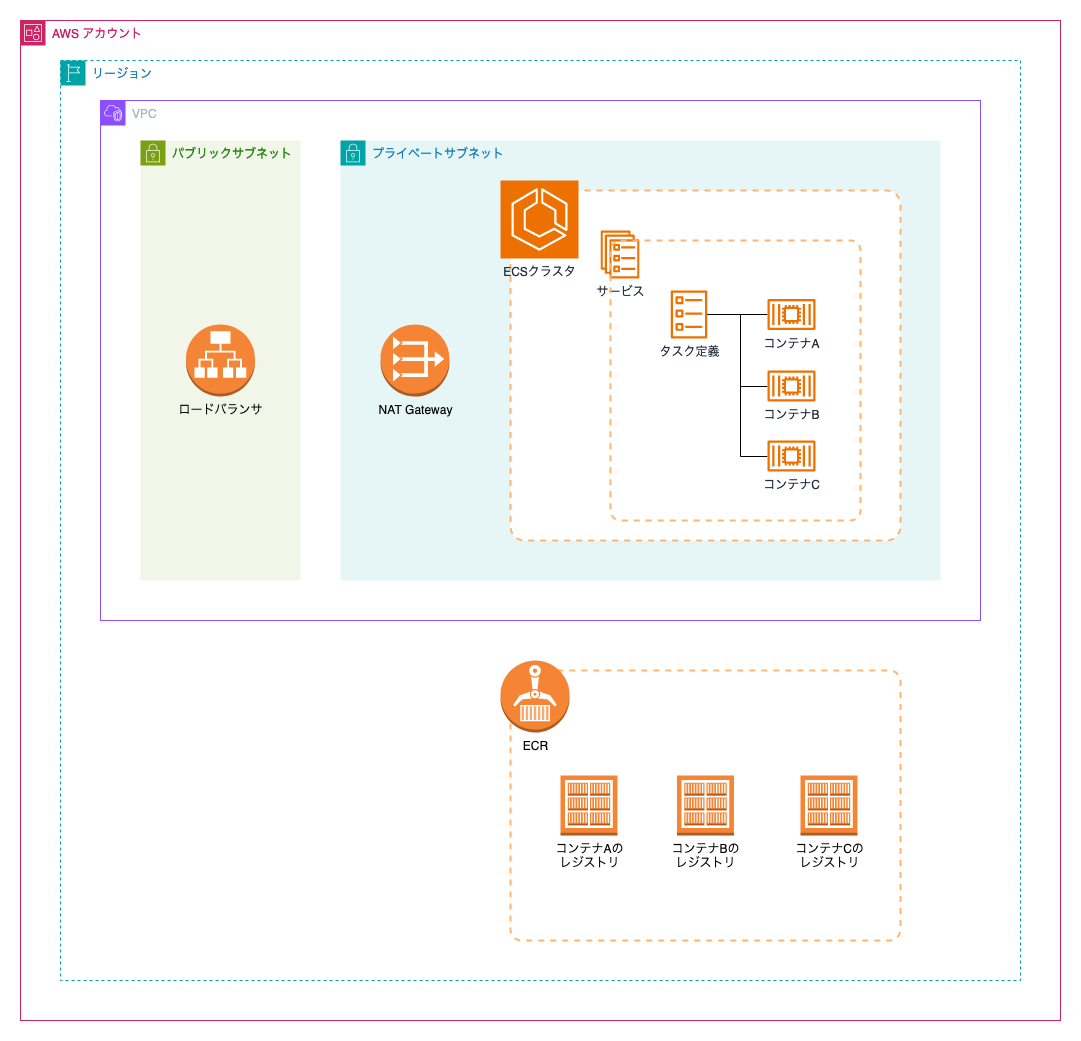 AWS アカウント
リージョン
VPC
パブリックサブネット
プライベートサブネット
ECSクラスタ
サービス
タスク定義
コンテナA
コンテナB
コンテナC
ロードバランサ
NAT Gateway
ECR
コンテナAの
レジストリ
コンテナBの
レジストリ
コンテナCの
レジストリ